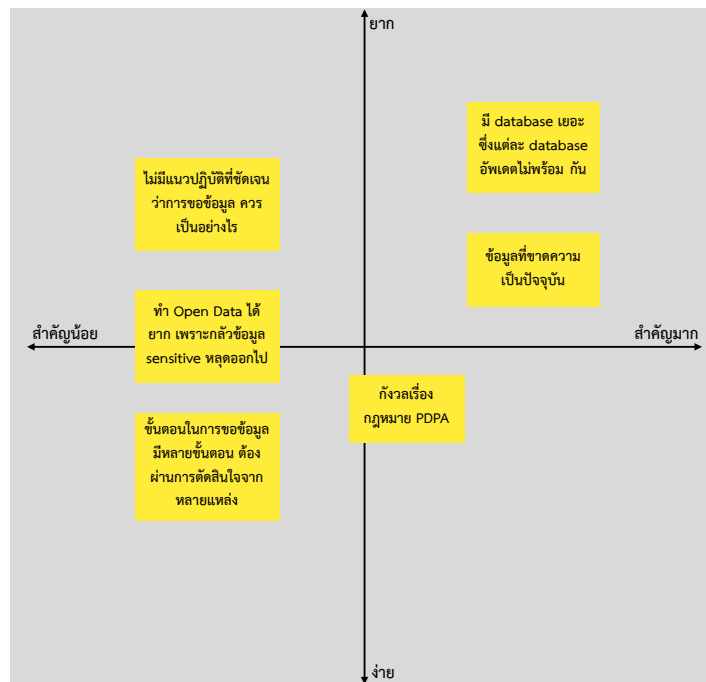 ยาก
มี database เยอะ
ซึ่งแต่ละ database
อัพเดตไม่พร้อม กัน
ไม่มีแนวปฏิบัติที่ชัดเจน
ว่าการขอข้อมูล ควร
เป็นอย่างไร
ข้อมูลที่ขาดความ
เป็นปัจจุบัน
ทำ Open Data ได้
ยาก เพราะกลัวข้อมูล
sensitive หลุดออกไป
สำคัญน้อย
สำคัญมาก
กังวลเรื่อง
กฎหมาย PDPA
ขั้นตอนในการขอข้อมูล
มีหลายขั้นตอน ต้อง
ผ่านการตัดสินใจจาก
หลายแหล่ง
ง่าย